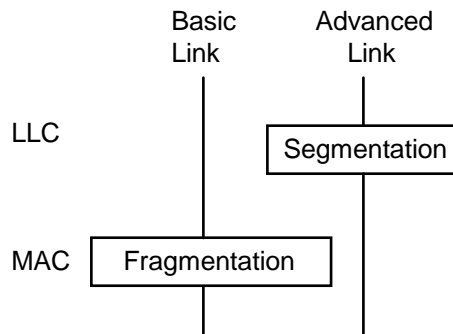 Basic
Link
Advanced
Link
LLC
Segmentation
MAC
Fragmentation